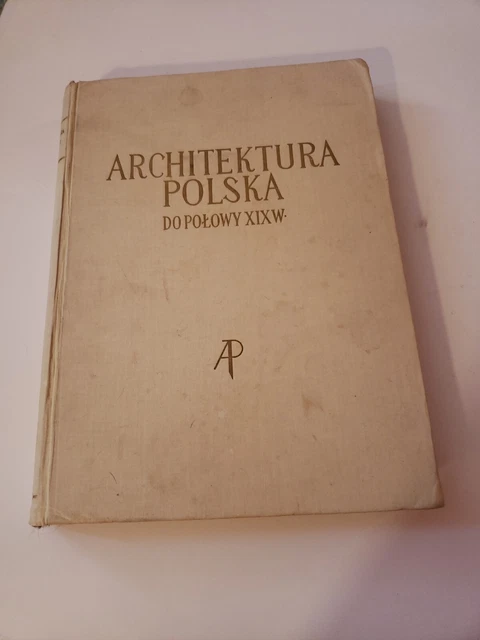 ARCHITEKTURA
POLSKA
DO POŁOWY XIX W.
AP